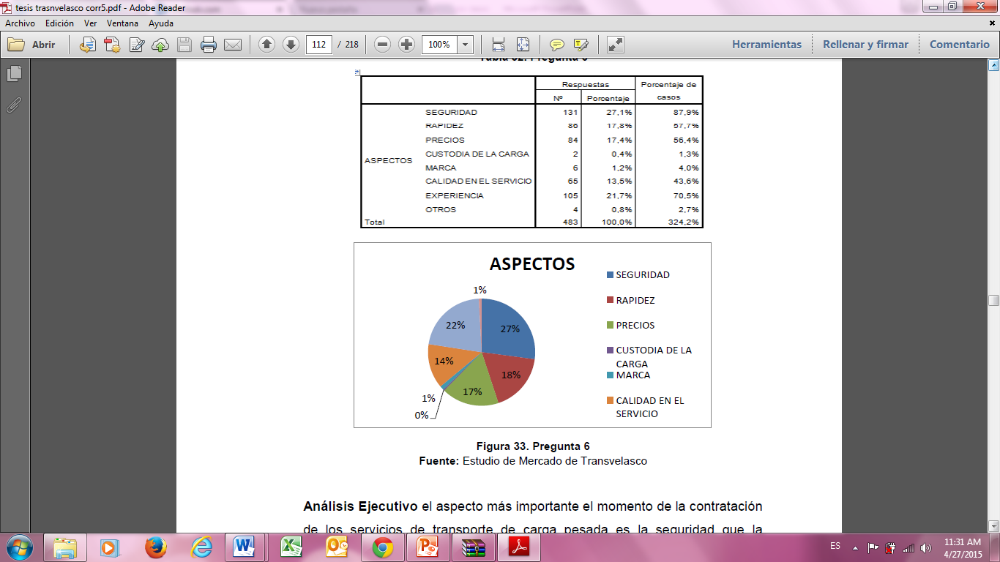 tesis trasnvelasco corr5.pdf - Adobe Reader
Archivo Edición Ver Ventana Ayuda
Abrir 112 / 218 100% Herramientas Rellenar y firmar Comentario
Respuestas Porcentaje de casos
Nº Porcentaje
ASPECTOS
SEGURIDAD 131 27,1% 87,9%
RAPIDEZ 86 17,8% 57,7%
PRECIOS 84 17,4% 56,4%
CUSTODIA DE LA CARGA 2 0,4% 1,3%
MARCA 6 1,2% 4,0%
CALIDAD EN EL SERVICIO 65 13,5% 43,6%
EXPERIENCIA 105 21,7% 70,5%
OTROS 4 0,8% 2,7%
Total 483 100,0% 324,2%
ASPECTOS
1%
22%
27%
14%
18%
17%
1%
0%
SEGURIDAD
RAPIDEZ
PRECIOS
CUSTODIA DE LA
CARGA
MARCA
CALIDAD EN EL
SERVICIO
Figura 33. Pregunta 6
Fuente: Estudio de Mercado de Transvelasco
Análisis Ejecutivo el aspecto más importante el momento de la contratación
de los servicios de transporte de carga pesada es la seguridad que la
ES 11:31 AM
4/27/2015